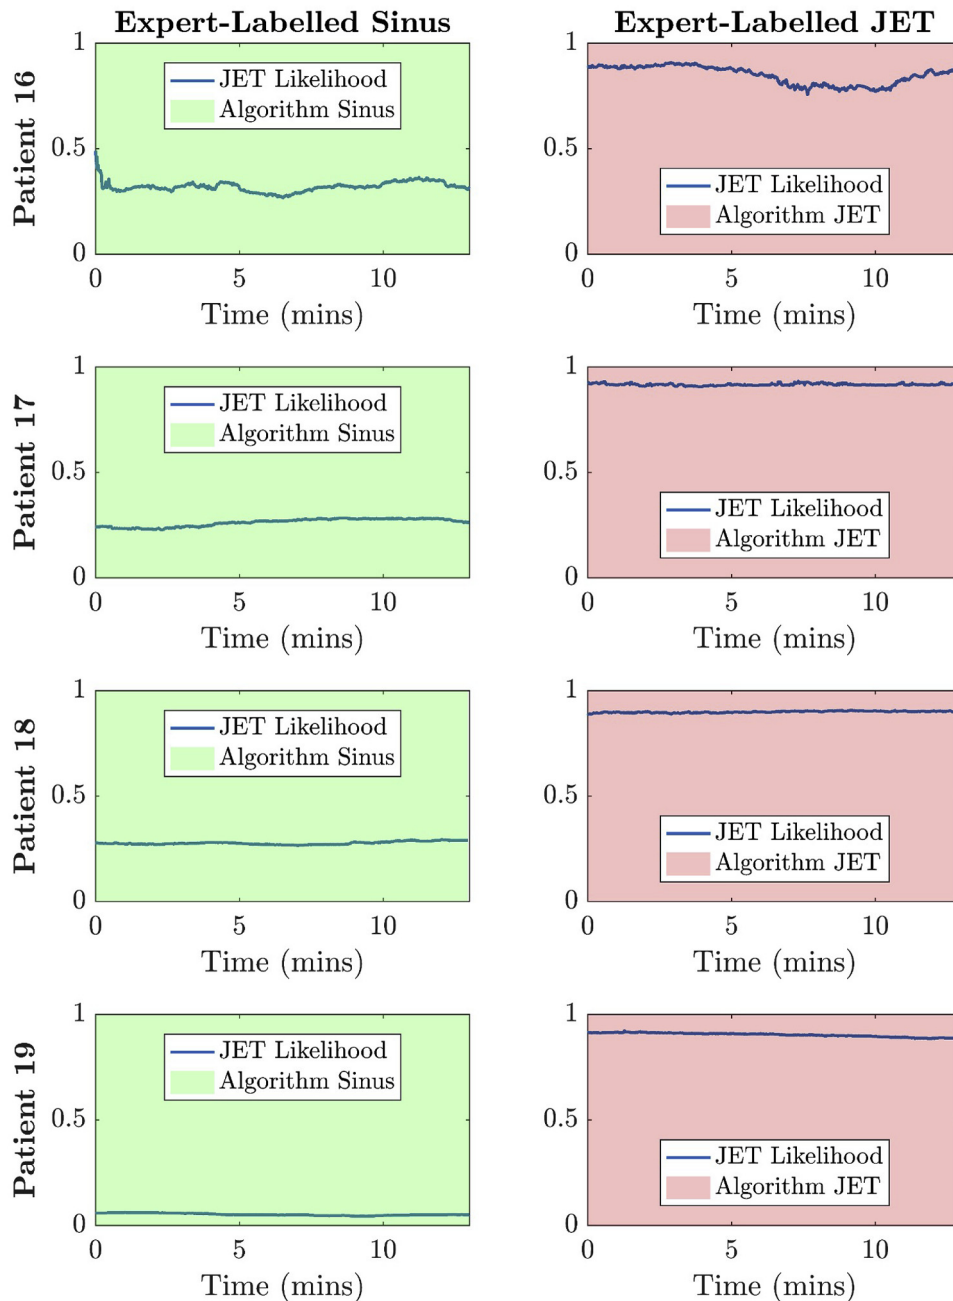 Expert-Labelled Sinus
Expert-Labelled JET
Patient 16
1
0.5
0
JET Likelihood
Algorithm Sinus
0 5 10
Time (mins)
1
0.5
0
JET Likelihood
Algorithm JET
0 5 10
Time (mins)
Patient 17
1
0.5
0
JET Likelihood
Algorithm Sinus
0 5 10
Time (mins)
1
0.5
0
JET Likelihood
Algorithm JET
0 5 10
Time (mins)
Patient 18
1
0.5
0
JET Likelihood
Algorithm Sinus
0 5 10
Time (mins)
1
0.5
0
JET Likelihood
Algorithm JET
0 5 10
Time (mins)
Patient 19
1
0.5
0
JET Likelihood
Algorithm Sinus
0 5 10
Time (mins)
1
0.5
0
JET Likelihood
Algorithm JET
0 5 10
Time (mins)